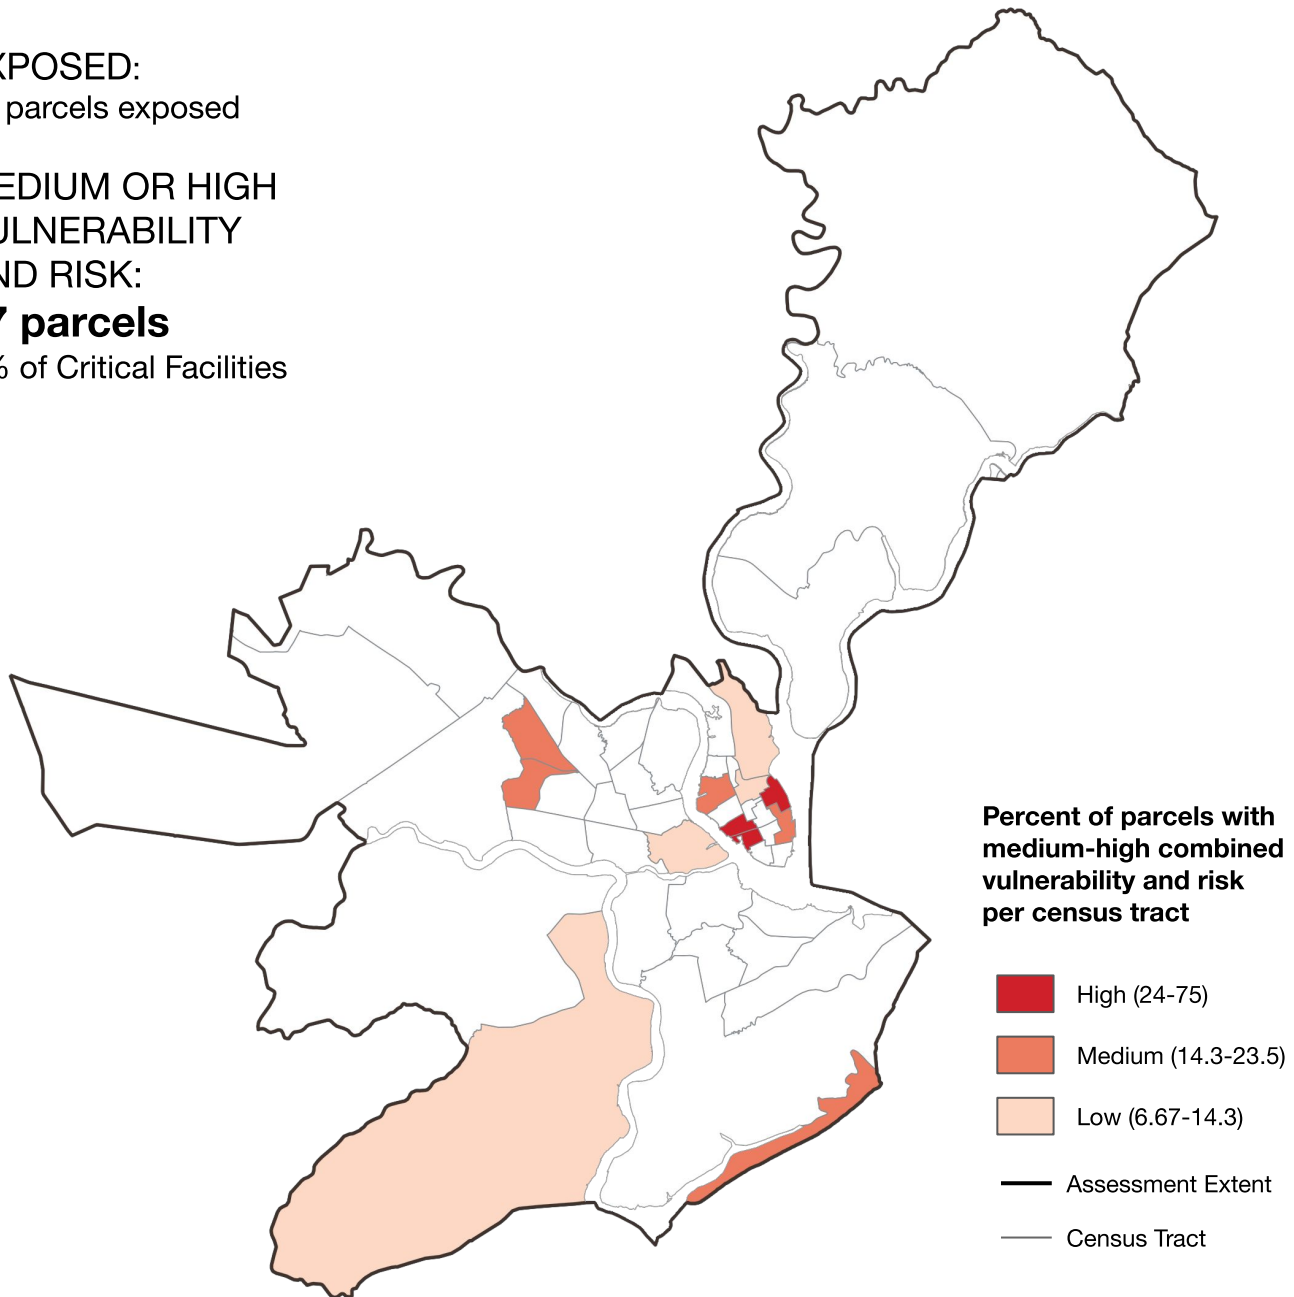 XPOSED:
parcels exposed
EDIUM OR HIGH
ULNERABILITY
ND RISK:
7 parcels
% of Critical Facilities
Percent of parcels with
medium-high combined
vulnerability and risk
per census tract
High (24-75)
Medium (14.3-23.5)
Low (6.67-14.3)
Assessment Extent
Census Tract